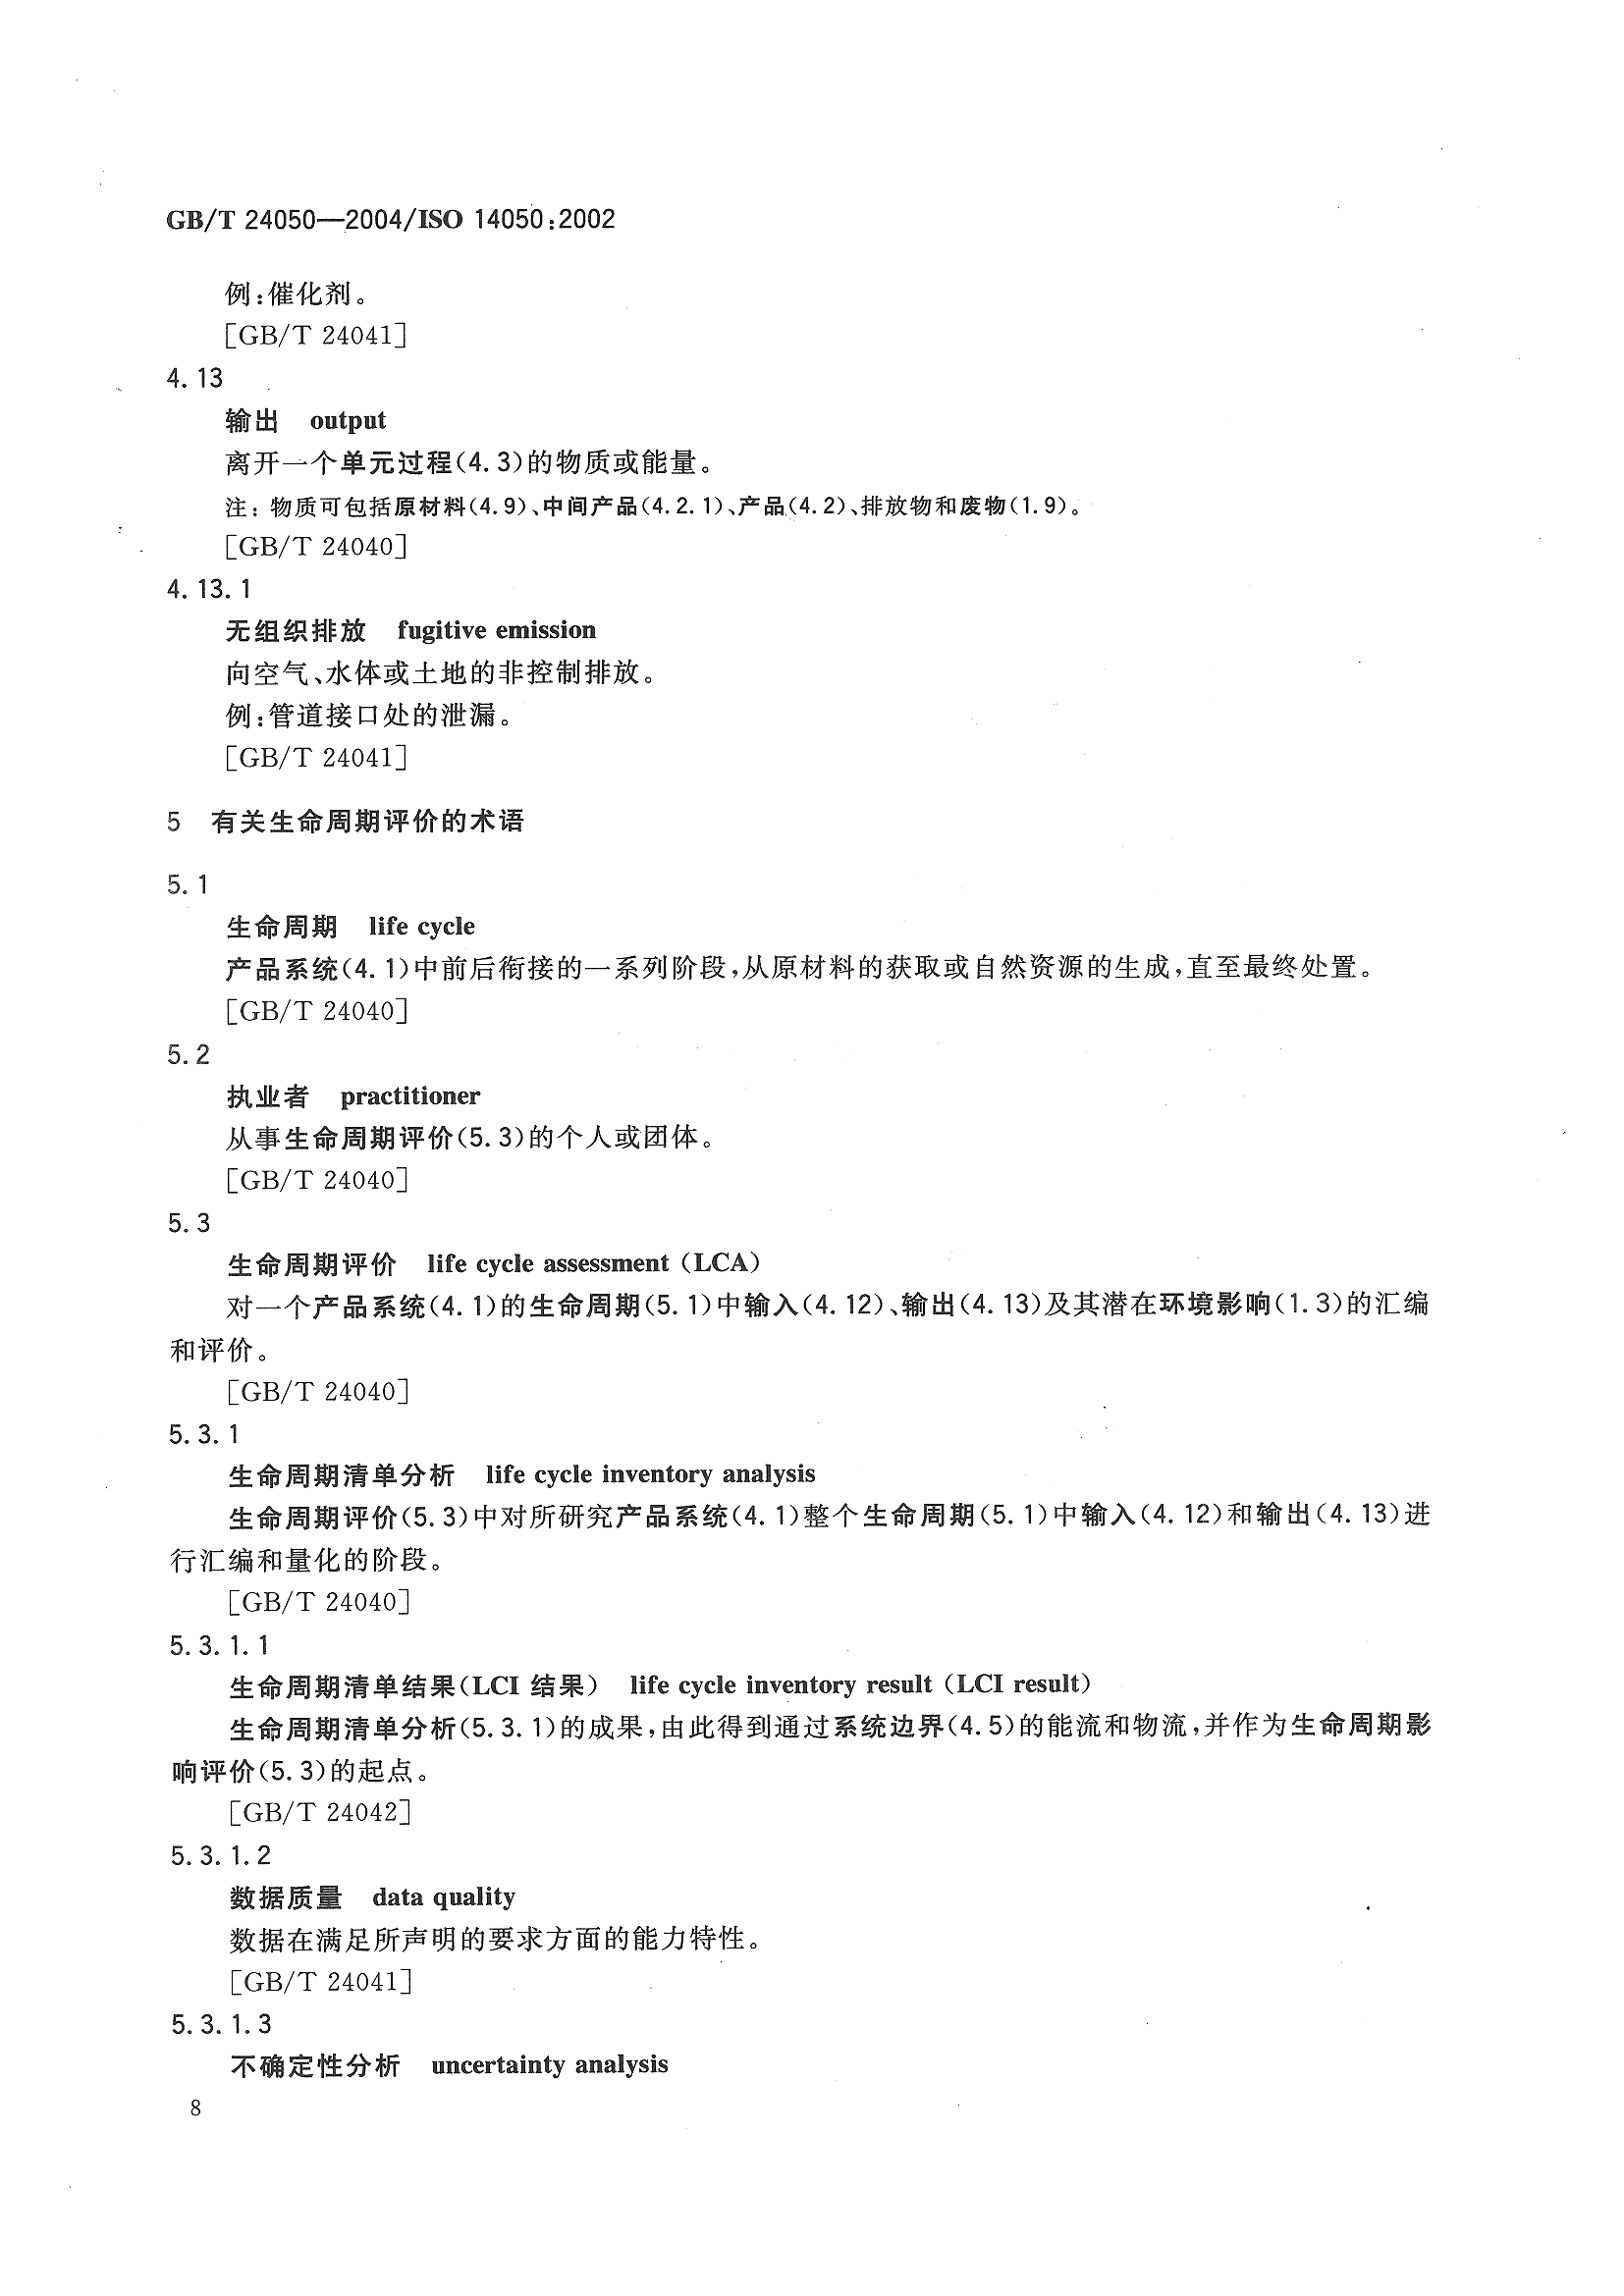 GB/T 24050—2004/ISO 14050:2002
例:催化剂。
[GB/T 24041]
4.13
输出 output
离开一个单元过程(4.3)的物质或能量。
注:物质可包括原材料(4.9)、中间产品(4.2.1)、产品(4.2)、排放物和废物(1.9)。
[GB/T 24040]
4.13.1
无组织排放 fugitive emission
向空气、水体或土地的非控制排放。
例:管道接口处的泄漏。
[GB/T 24041]
5 有关生命周期评价的术语
5.1
生命周期 life cycle
产品系统(4.1)中前后衔接的一系列阶段,从原材料的获取或自然资源的生成,直至最终处置。
[GB/T 24040]
5.2
执业者 practitioner
从事生命周期评价(5.3)的个人或团体。
[GB/T 24040]
5.3
生命周期评价 life cycle assessment (LCA)
对一个产品系统(4.1)的生命周期(5.1)中输入(4.12)、输出(4.13)及其潜在环境影响(1.3)的汇编
和评价。
[GB/T 24040]
5.3.1
生命周期清单分析 life cycle inventory analysis
生命周期评价(5.3)中对所研究产品系统(4.1)整个生命周期(5.1)中输入(4.12)和输出(4.13)进
行汇编和量化的阶段。
[GB/T 24040]
5.3.1.1
生命周期清单结果(LCI 结果) life cycle inventory result (LCI result)
生命周期清单分析(5.3.1)的成果,由此得到通过系统边界(4.5)的能流和物流,并作为生命周期影
响评价(5.3)的起点。
[GB/T 24042]
5.3.1.2
数据质量 data quality
数据在满足所声明的要求方面的能力特性。
[GB/T 24041]
5.3.1.3
不确定性分析 uncertainty analysis
8